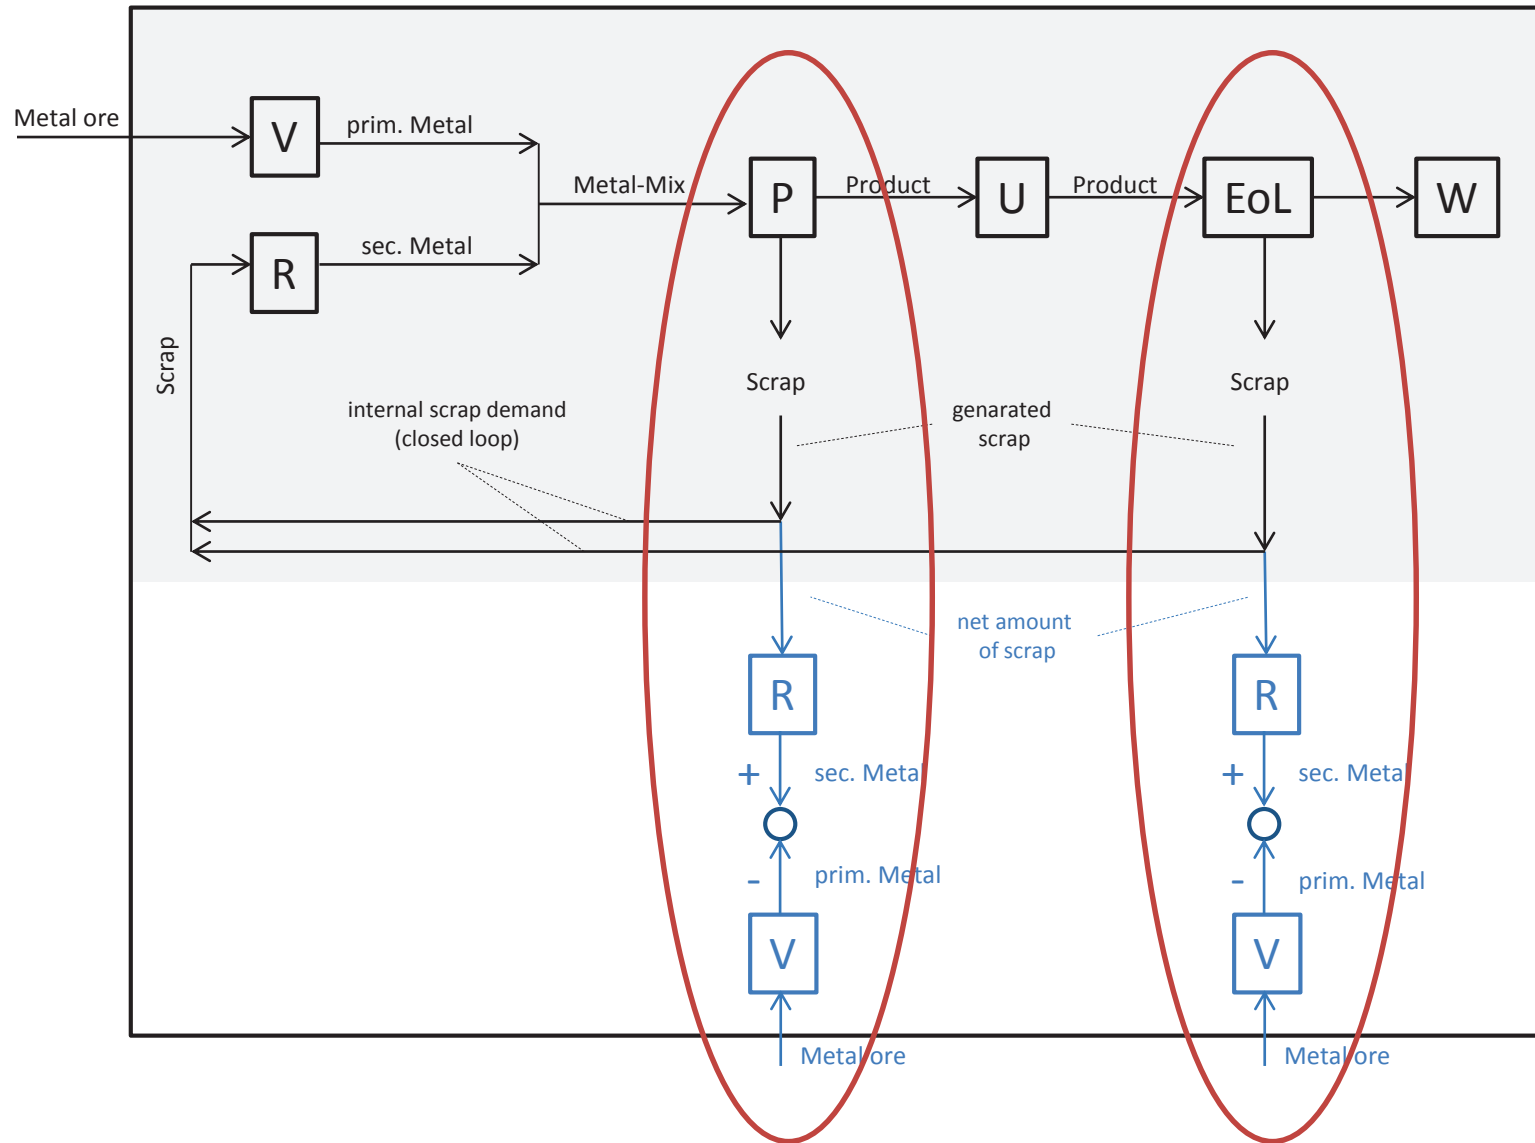 Metal ore
V
prim. Metal
Metal-Mix
P
Product
U
Product
EoL
W
R
sec. Metal
Scrap
Scrap
Scrap
internal scrap demand
(closed loop)
genarated
scrap
net amount
of scrap
R
R
+
sec. Metal
+
sec. Metal
-
prim. Metal
-
prim. Metal
V
V
Metal ore
Metal ore